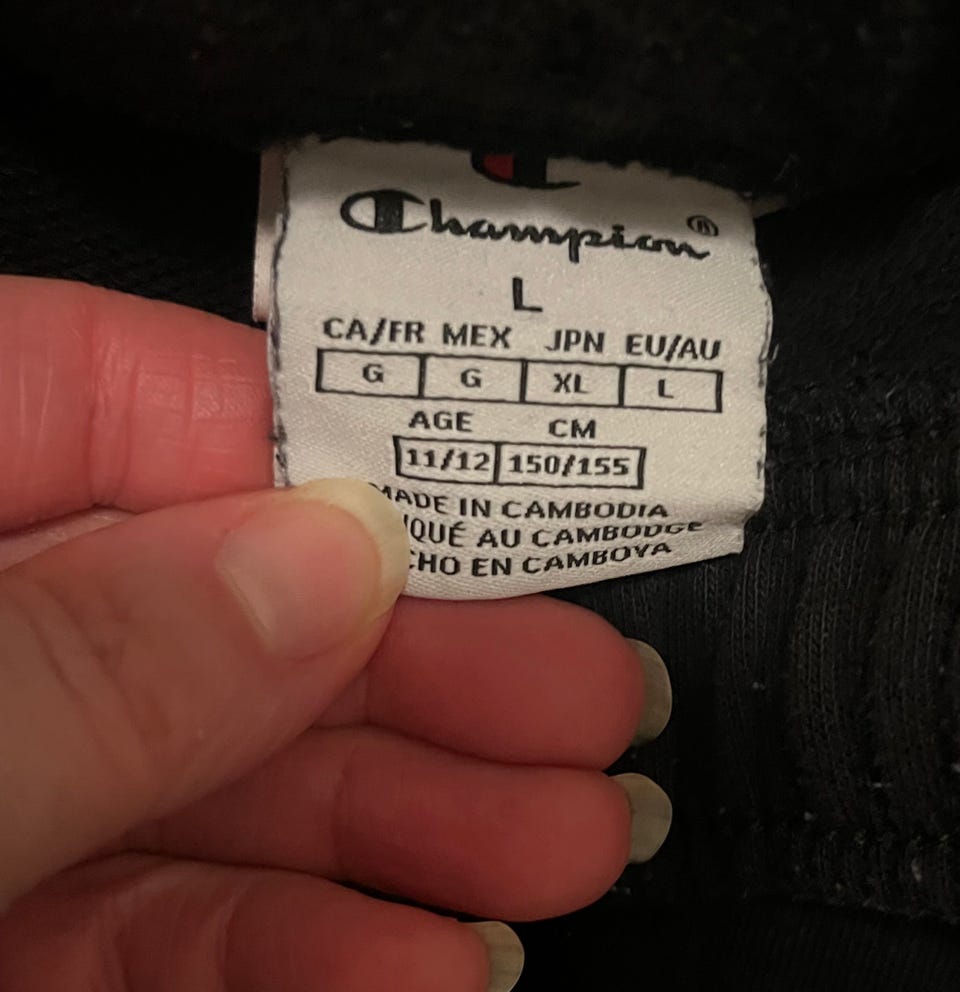 Champion®
L
CA/FR MEX JPN EU/AU
G G XL L
AGE CM
11/12 150/155
MADE IN CAMBODIA
AU CAMBODGE
EN CAMBOYA